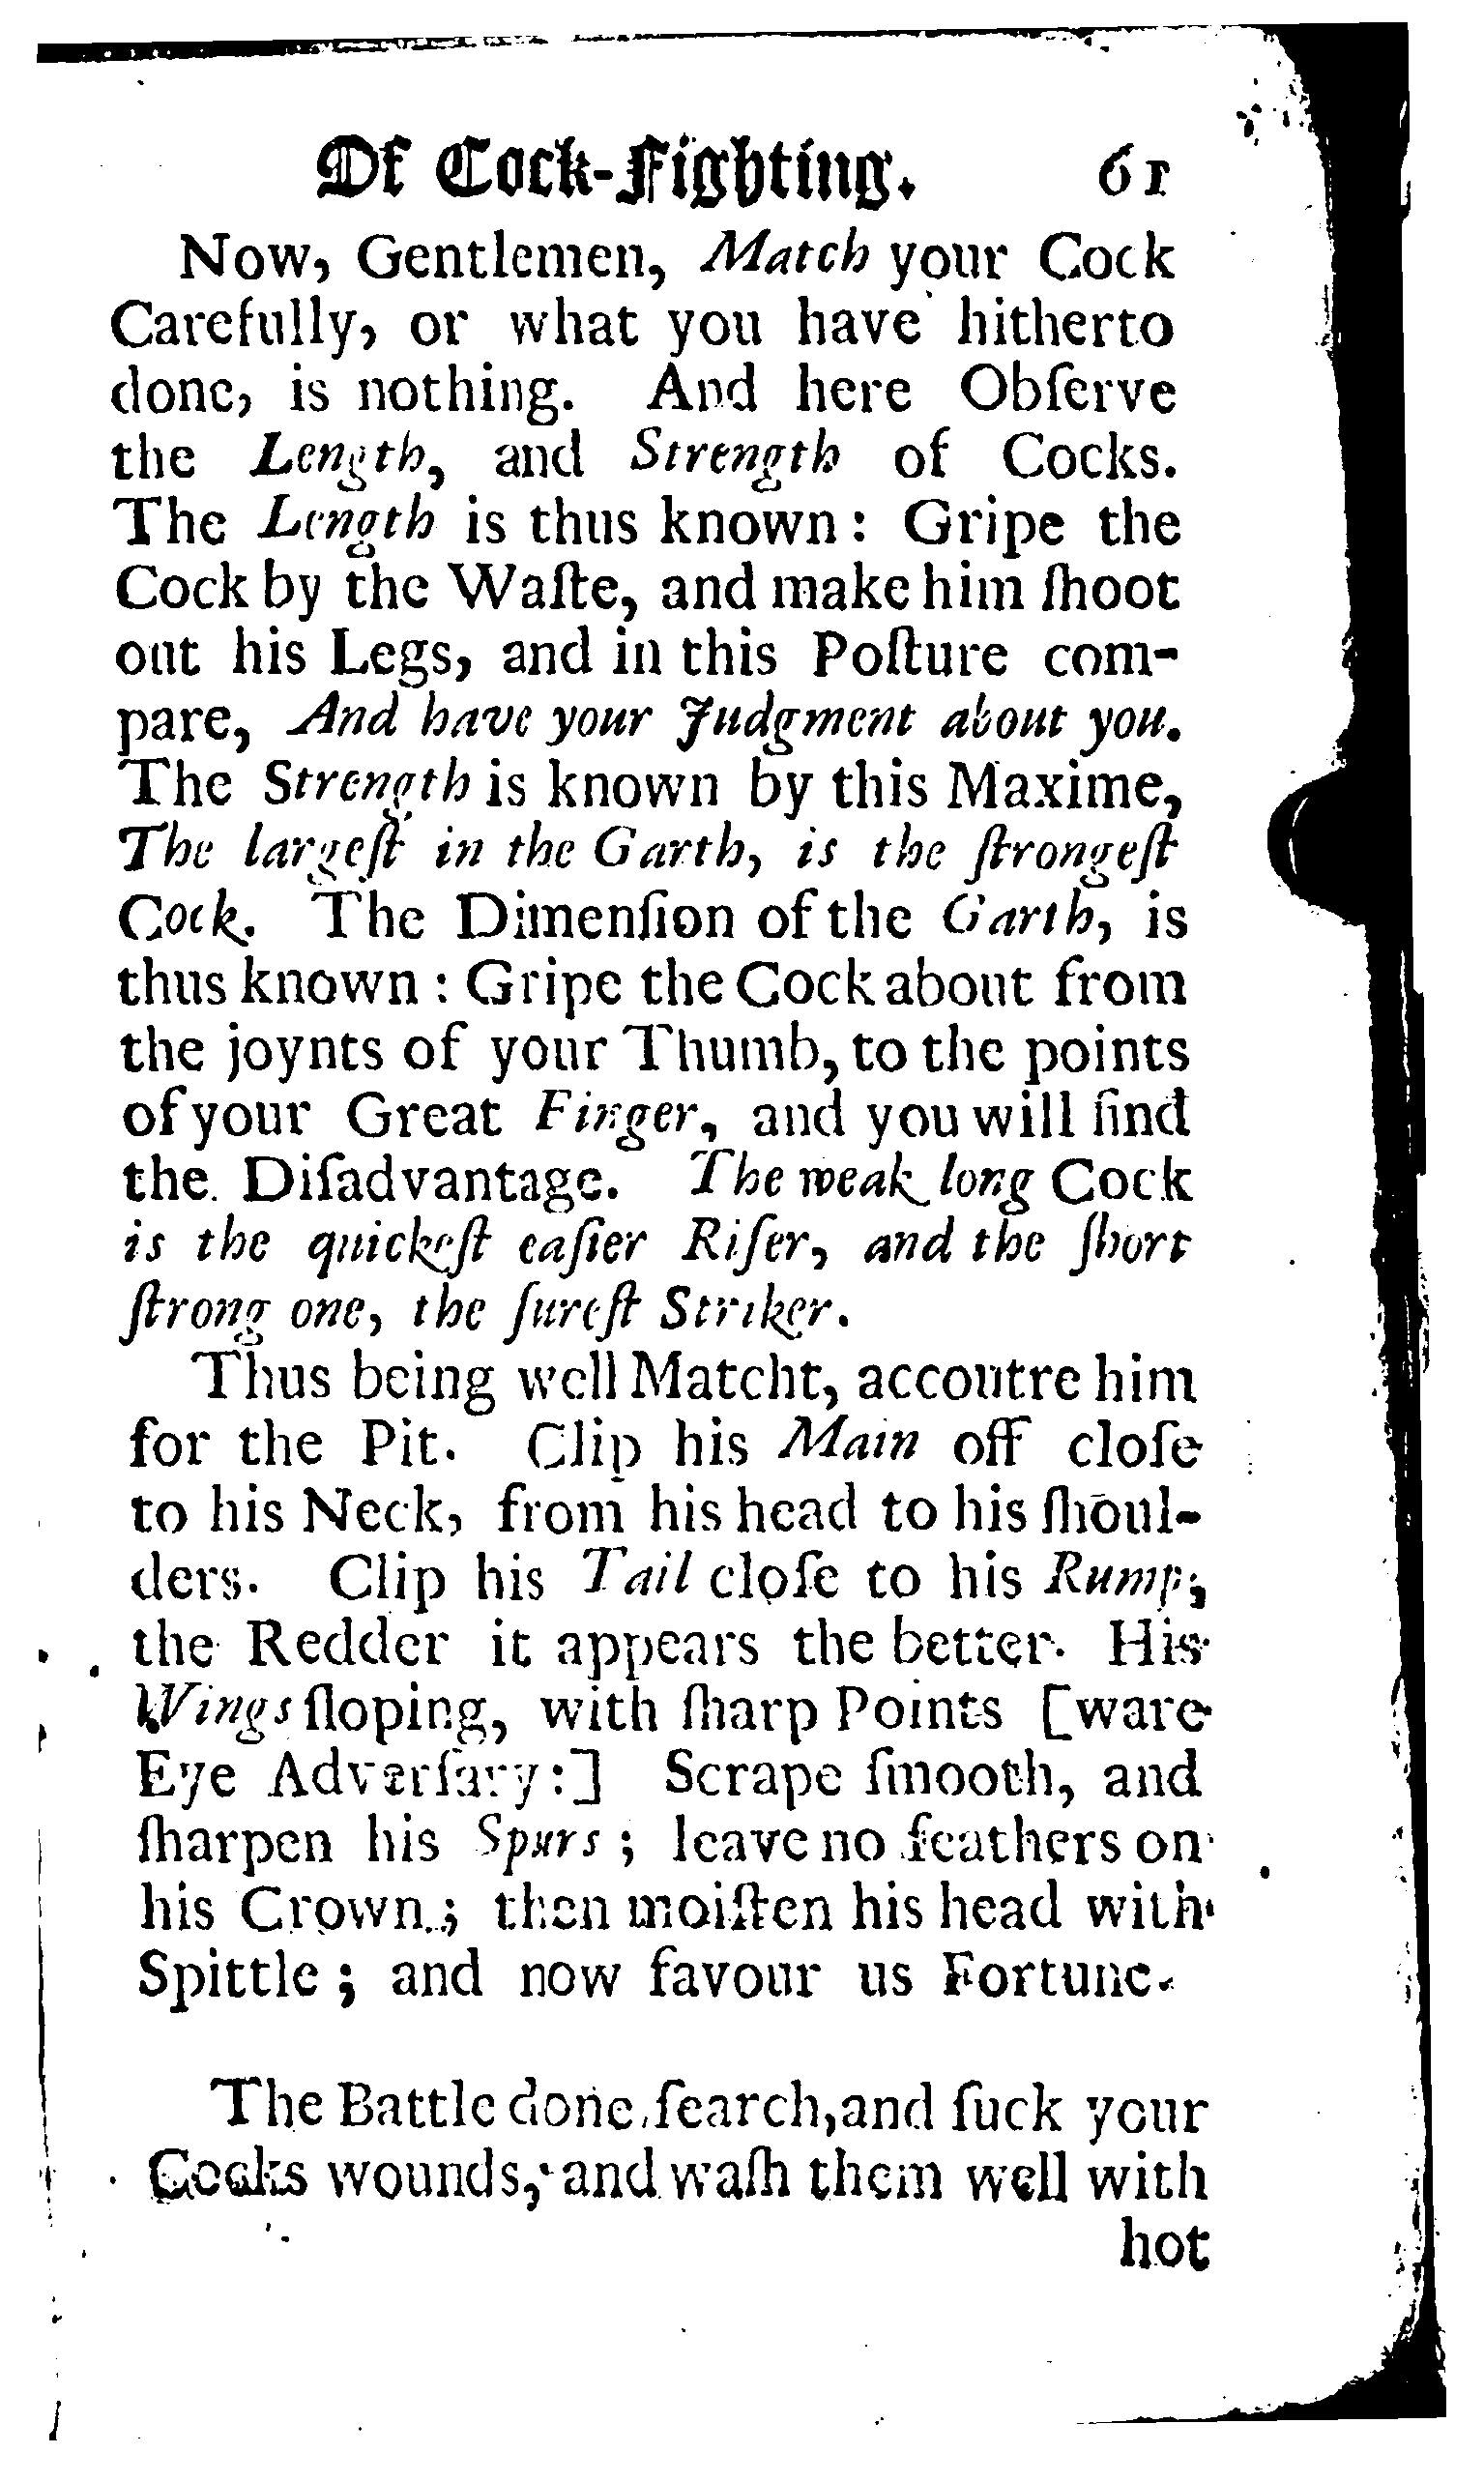 Of Cock-Fighting. 61
Now, Gentlemen, Match your Cock
Carefully, or what you have hitherto
done, is nothing. And here Obſerve
the Length, and Strength of Cocks.
The Length is thus known: Gripe the
Cock by the Waſte, and make him ſhoot
out his Legs, and in this Poſture com-
pare, And have your Judgment about you.
The Strength is known by this Maxime,
The largeſt in the Garth, is the ſtrongeſt
Cock. The Dimenſion of the Garth, is
thus known: Gripe the Cock about from
the joynts of your Thumb, to the points
of your Great Finger, and you will find
the Diſadvantage. The weak long Cock
is the quickeſt eaſier Riſer, and the ſhort
ſtrong one, the ſureſt Striker.
Thus being well Matcht, accoutre him
for the Pit. Clip his Main off cloſe
to his Neck, from his head to his ſhoul-
ders. Clip his Tail cloſe to his Rump,
the Redder it appears the better. His
Wings ſloping, with ſharp Points [ware
Eye Adverſary:] Scrape ſmooth, and
ſharpen his Spurs; leave no feathers on
his Crown; then moiſten his head with
Spittle; and now favour us Fortune.
The Battle done, ſearch, and ſuck your
Cocks wounds, and waſh them well with
hot